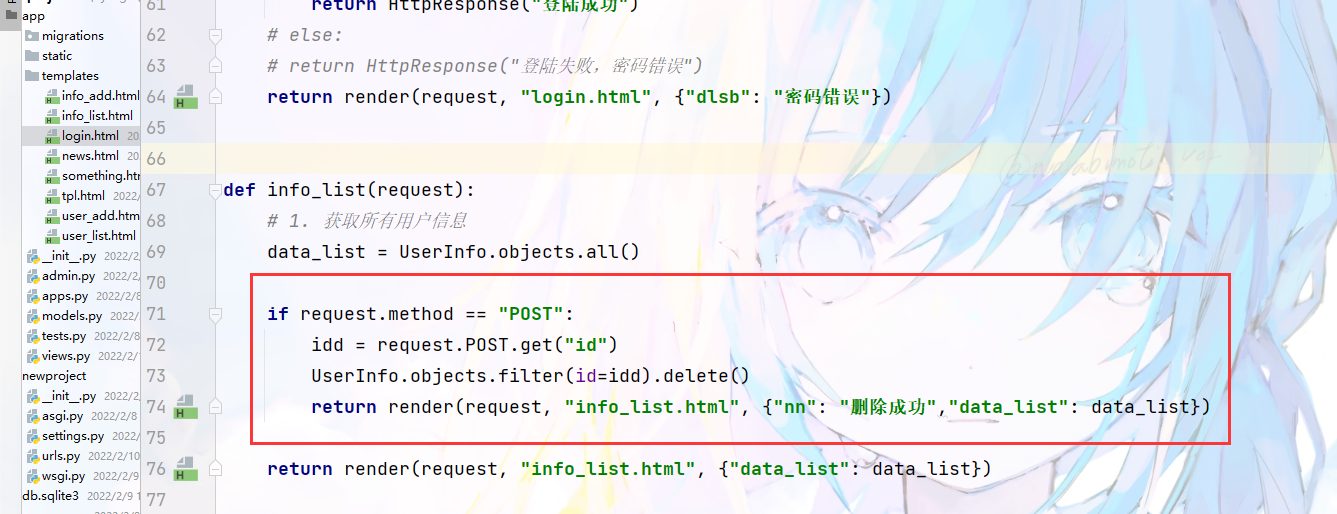 app
migrations
static
templates
info_add.html
info_list.html
login.html 20
news.html 20
something.htm
tpl.html 2022/
user_add.htm
user_list.html
__init__.py 2022/2
admin.py 2022/2
apps.py 2022/2/8
models.py 2022/2
tests.py 2022/2/8
views.py 2022/2/1
newproject
__init__.py 2022/2
asgi.py 2022/2/8
settings.py 2022/2
urls.py 2022/2/10
wsgi.py 2022/2/9
db.sqlite3 2022/2/9 1
61 return HttpResponse("登陆成功")
62 # else:
63 # return HttpResponse("登陆失败，密码错误")
64 return render(request, "login.html", {"dlsb": "密码错误"})
65
66
67 def info_list(request):
68 # 1. 获取所有用户信息
69 data_list = UserInfo.objects.all()
70
71 if request.method == "POST":
72 idd = request.POST.get("id")
73 UserInfo.objects.filter(id=idd).delete()
74 return render(request, "info_list.html", {"nn": "删除成功","data_list": data_list})
75
76 return render(request, "info_list.html", {"data_list": data_list})
77